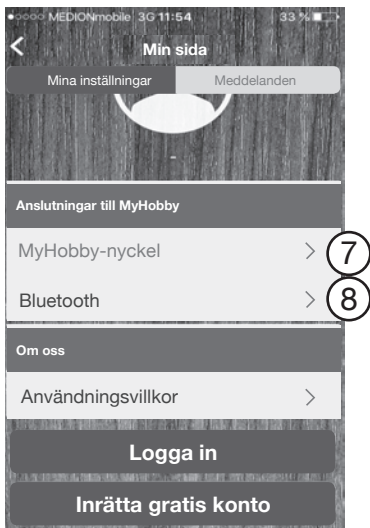 MEDIONmobile 3G 11:54 33 %
Min sida
Mina inställningar Meddelanden
-
Anslutningar till MyHobby
MyHobby-nyckel 7
Bluetooth 8
Om oss
Användningsvillkor
Logga in
Inrätta gratis konto